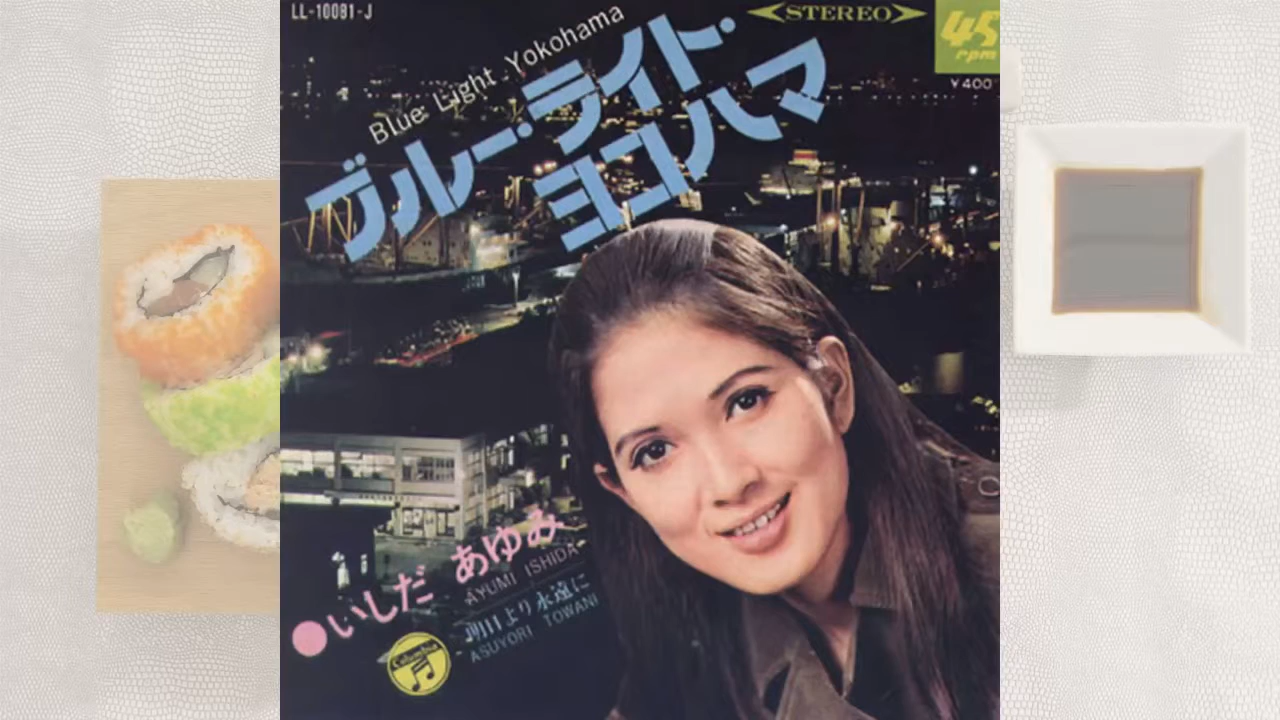 LL-10081-J
STEREO
45
rpm
¥400
Blue Light Yokohama
ブルー・ライト・
ヨコハマ
●いしだ あゆみ
AYUMI ISHIDA
明日より永遠に
ASUYORI TOWANI
Columbia